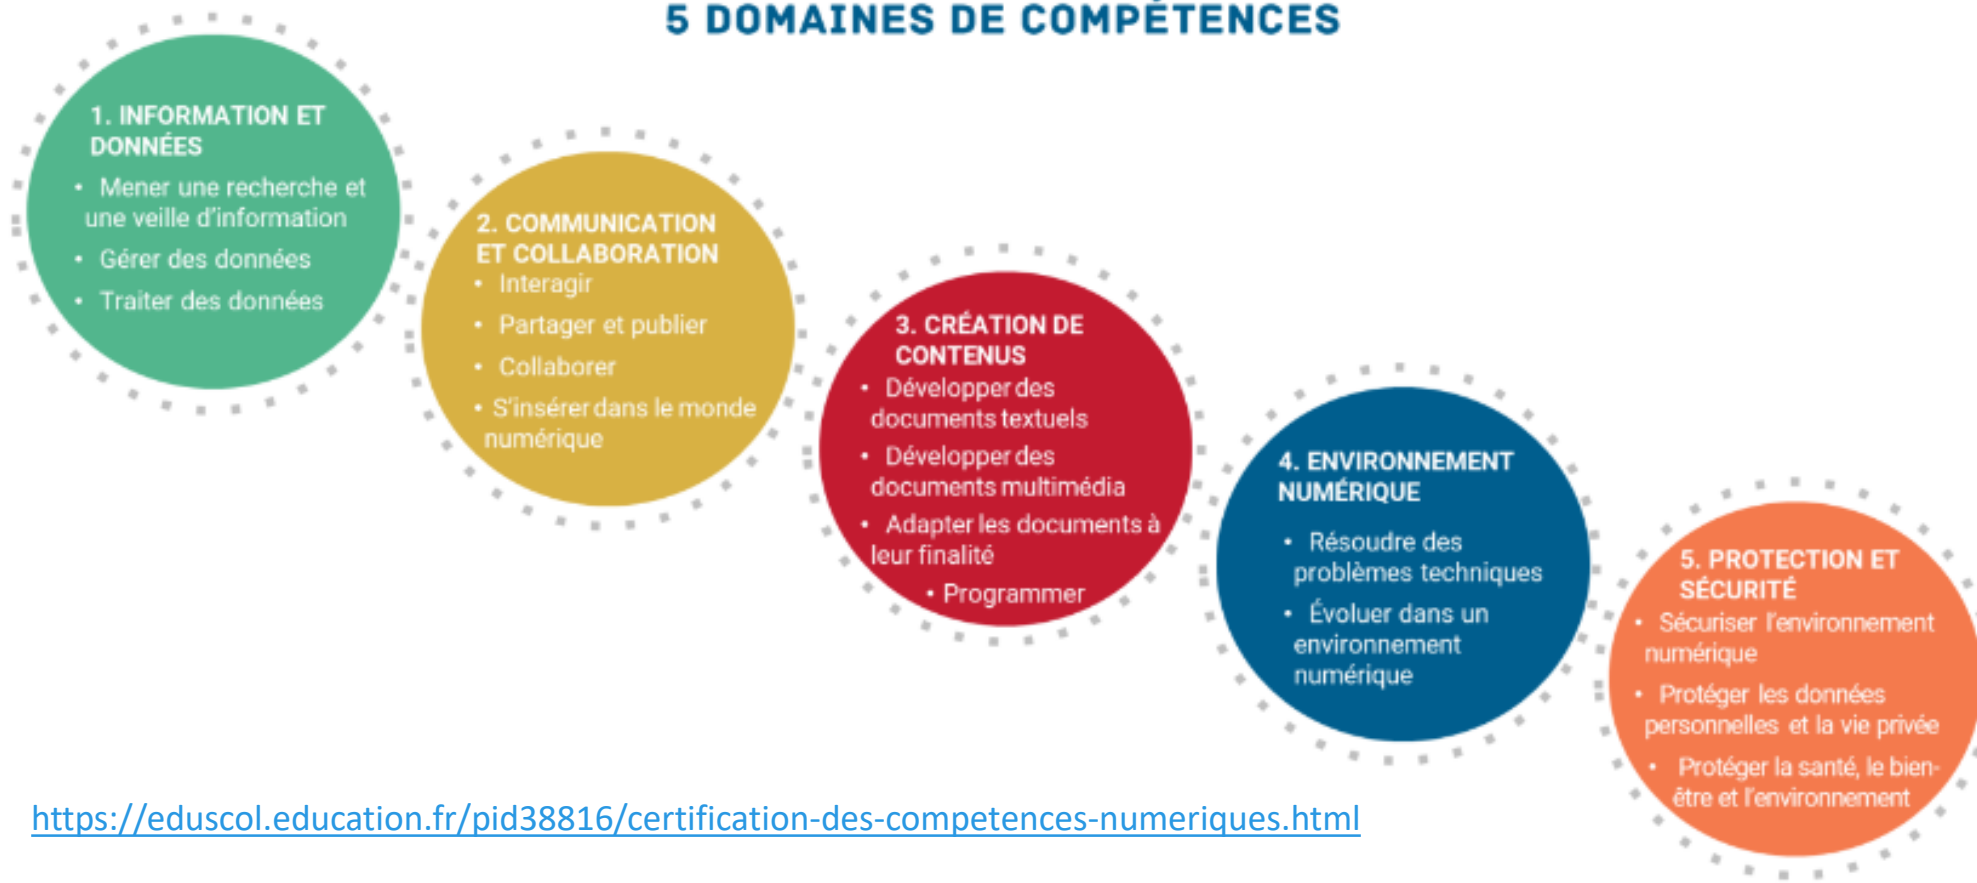 5 DOMAINES DE COMPÉTENCES
1. INFORMATION ET
DONNÉES
• Mener une recherche et
une veille d'information
• Gérer des données
• Traiter des données
2. COMMUNICATION
ET COLLABORATION
• Interagir
• Partager et publier
• Collaborer
• S'insérer dans le monde
numérique
3. CRÉATION DE
CONTENUS
• Développer des
documents textuels
• Développer des
documents multimédia
• Adapter les documents à
leur finalité
• Programmer
4. ENVIRONNEMENT
NUMÉRIQUE
• Résoudre des
problèmes techniques
• Évoluer dans un
environnement
numérique
5. PROTECTION ET
SÉCURITÉ
• Sécuriser l'environnement
numérique
• Protéger les données
personnelles et la vie privée
• Protéger la santé, le bien-
être et l'environnement
https://eduscol.education.fr/pid38816/certification-des-competences-numeriques.html